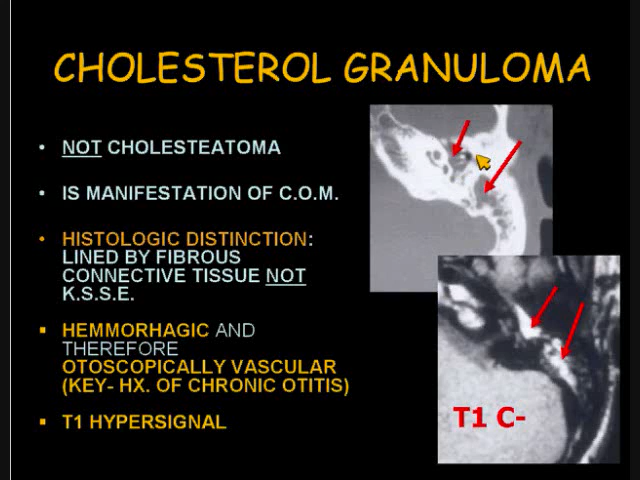 CHOLESTEROL GRANULOMA
• NOT CHOLESTEATOMA
• IS MANIFESTATION OF C.O.M.
• HISTOLOGIC DISTINCTION:
LINED BY FIBROUS
CONNECTIVE TISSUE NOT
K.S.S.E.
▪ HEMMORHAGIC AND
THEREFORE
OTOSCOPICALLY VASCULAR
(KEY- HX. OF CHRONIC OTITIS)
▪ T1 HYPERSIGNAL
T1 C-